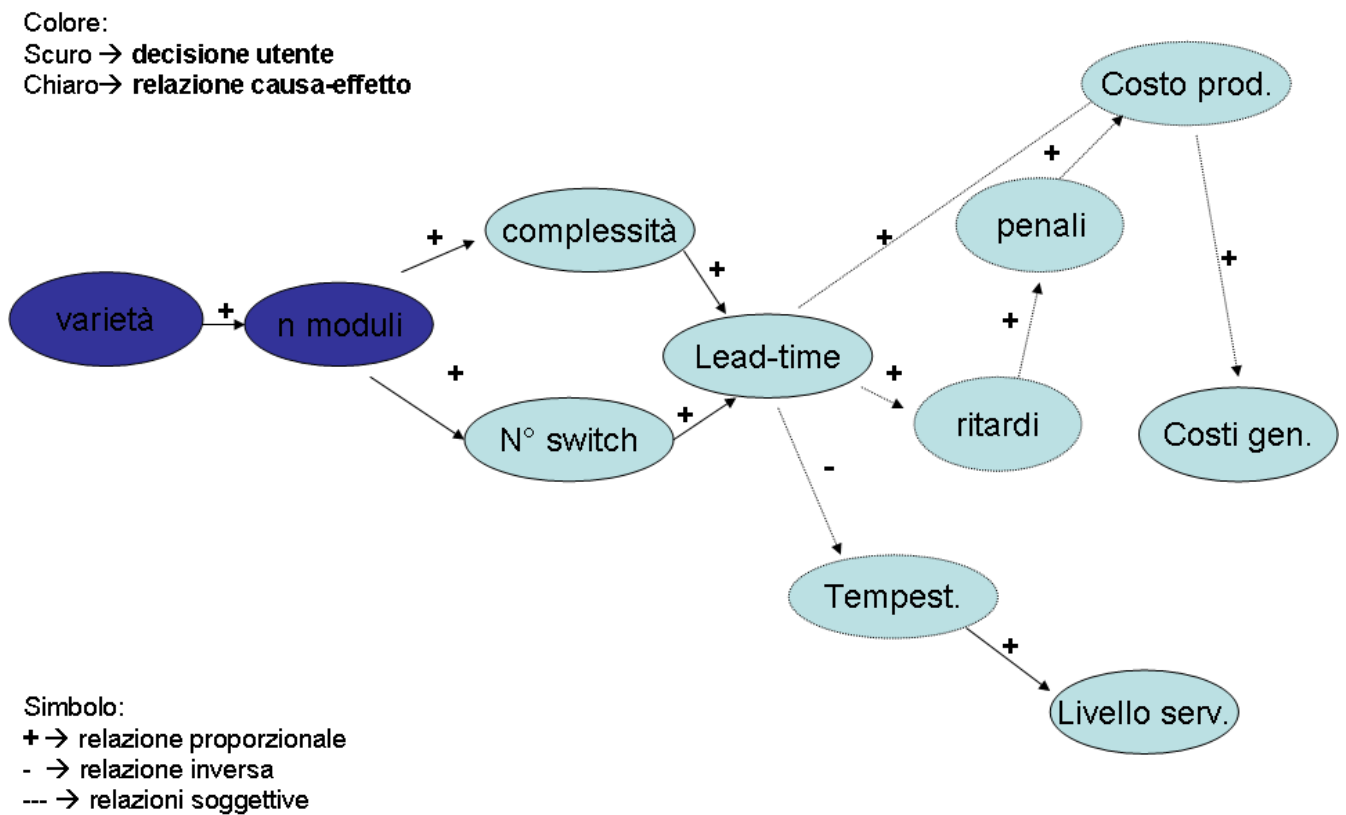 Colore:
Scuro → decisione utente
Chiaro→ relazione causa-effetto
Costo prod.
+
penali
complessità
+
+
+
+
varietà
+
n moduli
+
Lead-time
+
+
+
N° switch
ritardi
Costi gen.
-
Tempest.
+
Livello serv.
Simbolo:
+ → relazione proporzionale
- → relazione inversa
--- → relazioni soggettive